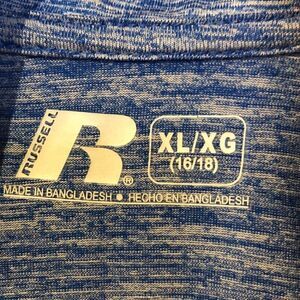 RUSSELL
R®
XL/XG
(16/18)
MADE IN BANGLADESH • HECHO EN BANGLADESH